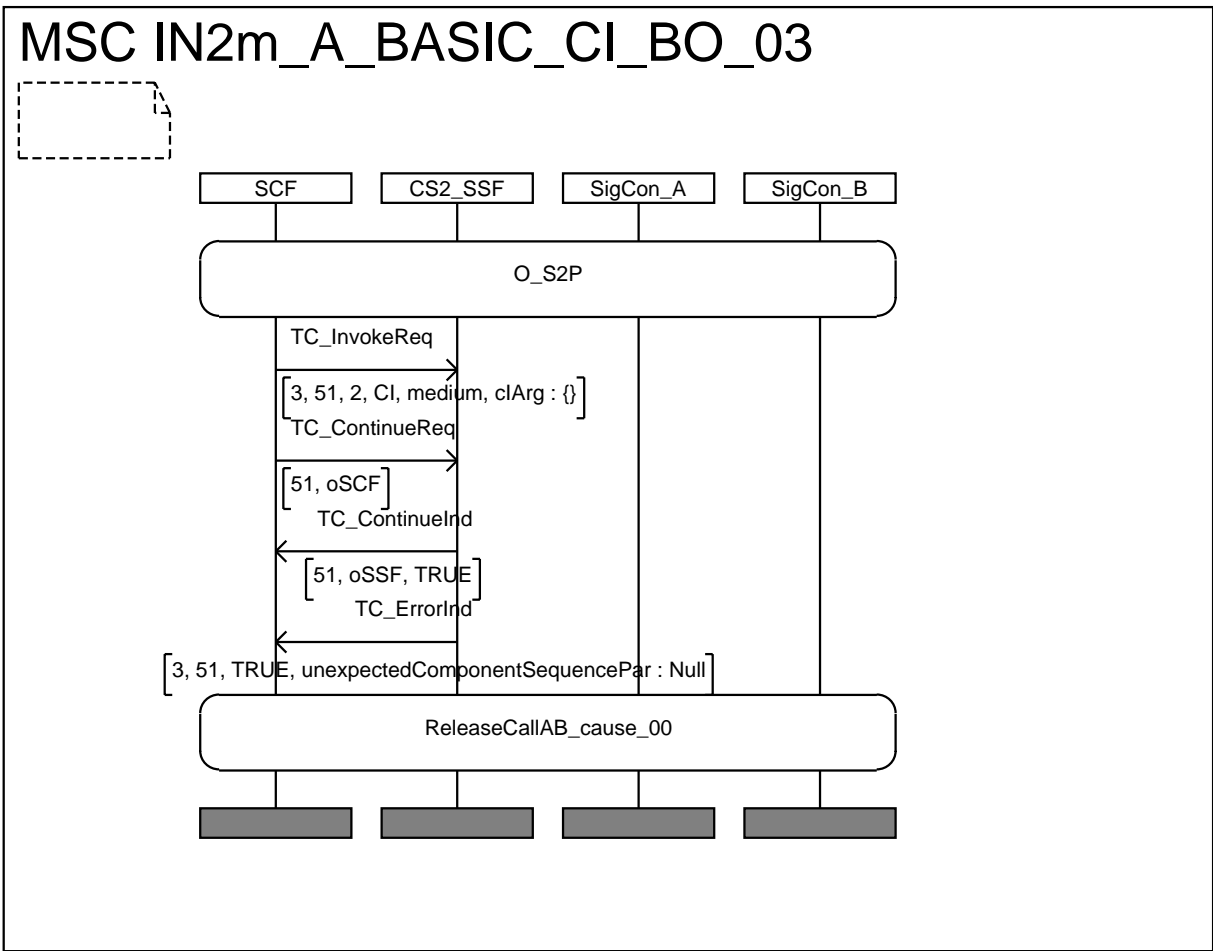 MSC IN2m_A_BASIC_CI_BO_03
SCF CS2_SSF SigCon_A SigCon_B
O_S2P
TC_InvokeReq
[3, 51, 2, CI, medium, cIArg : {}]
TC_ContinueReq
[51, oSCF]
TC_ContinueInd
[51, oSSF, TRUE]
TC_ErrorInd
[3, 51, TRUE, unexpectedComponentSequencePar : Null]
ReleaseCallAB_cause_00